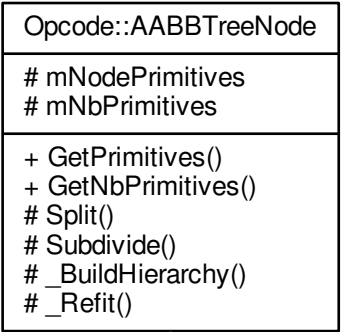 Opcode::AABBTreeNode
# mNodePrimitives
# mNbPrimitives
+ GetPrimitives()
+ GetNbPrimitives()
# Split()
# Subdivide()
# _BuildHierarchy()
# _Refit()